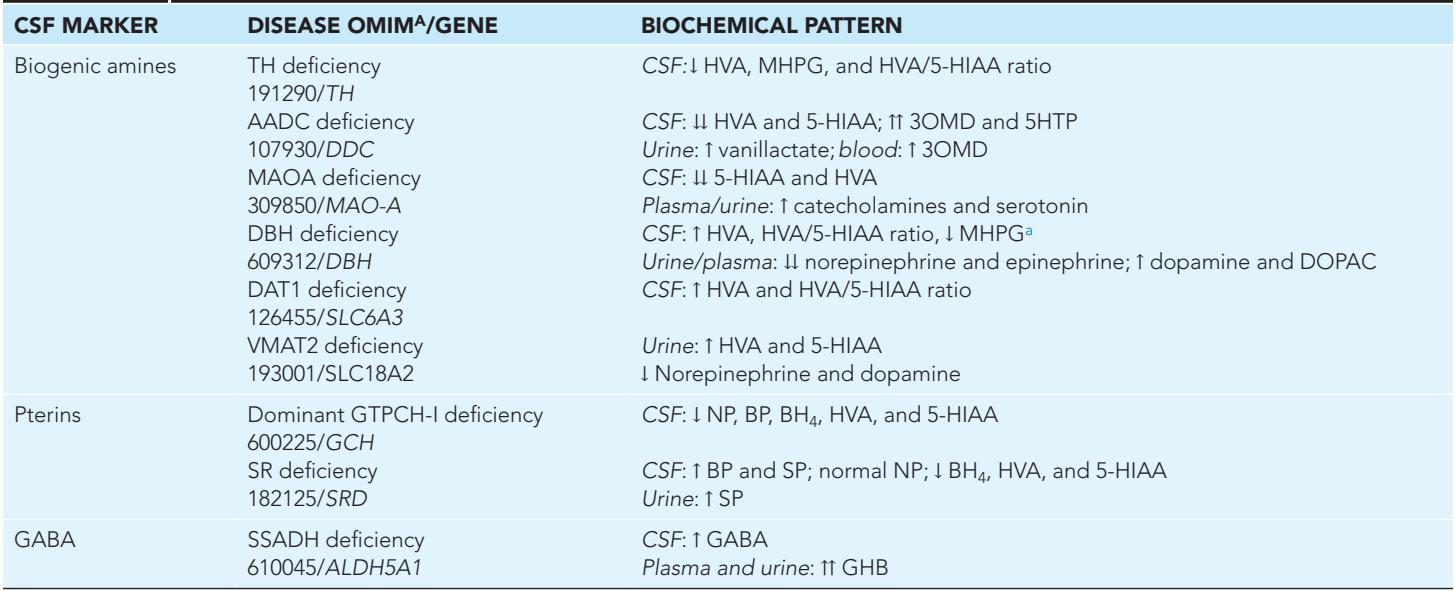 CSF MARKER DISEASE OMIMᴬ/GENE BIOCHEMICAL PATTERN
Biogenic amines TH deficiency CSF:↓ HVA, MHPG, and HVA/5-HIAA ratio
191290/TH
AADC deficiency CSF: ↓↓ HVA and 5-HIAA; ↑↑ 3OMD and 5HTP
107930/DDC Urine: ↑ vanillactate; blood: ↑ 3OMD
MAOA deficiency CSF: ↓↓ 5-HIAA and HVA
309850/MAO-A Plasma/urine: ↑ catecholamines and serotonin
DBH deficiency CSF: ↑ HVA, HVA/5-HIAA ratio, ↓ MHPGᵃ
609312/DBH Urine/plasma: ↓↓ norepinephrine and epinephrine; ↑ dopamine and DOPAC
DAT1 deficiency CSF: ↑ HVA and HVA/5-HIAA ratio
126455/SLC6A3
VMAT2 deficiency Urine: ↑ HVA and 5-HIAA
193001/SLC18A2 ↓ Norepinephrine and dopamine
Pterins Dominant GTPCH-I deficiency CSF: ↓ NP, BP, BH₄, HVA, and 5-HIAA
600225/GCH
SR deficiency CSF: ↑ BP and SP; normal NP; ↓ BH₄, HVA, and 5-HIAA
182125/SRD Urine: ↑ SP
GABA SSADH deficiency CSF: ↑ GABA
610045/ALDH5A1 Plasma and urine: ↑↑ GHB